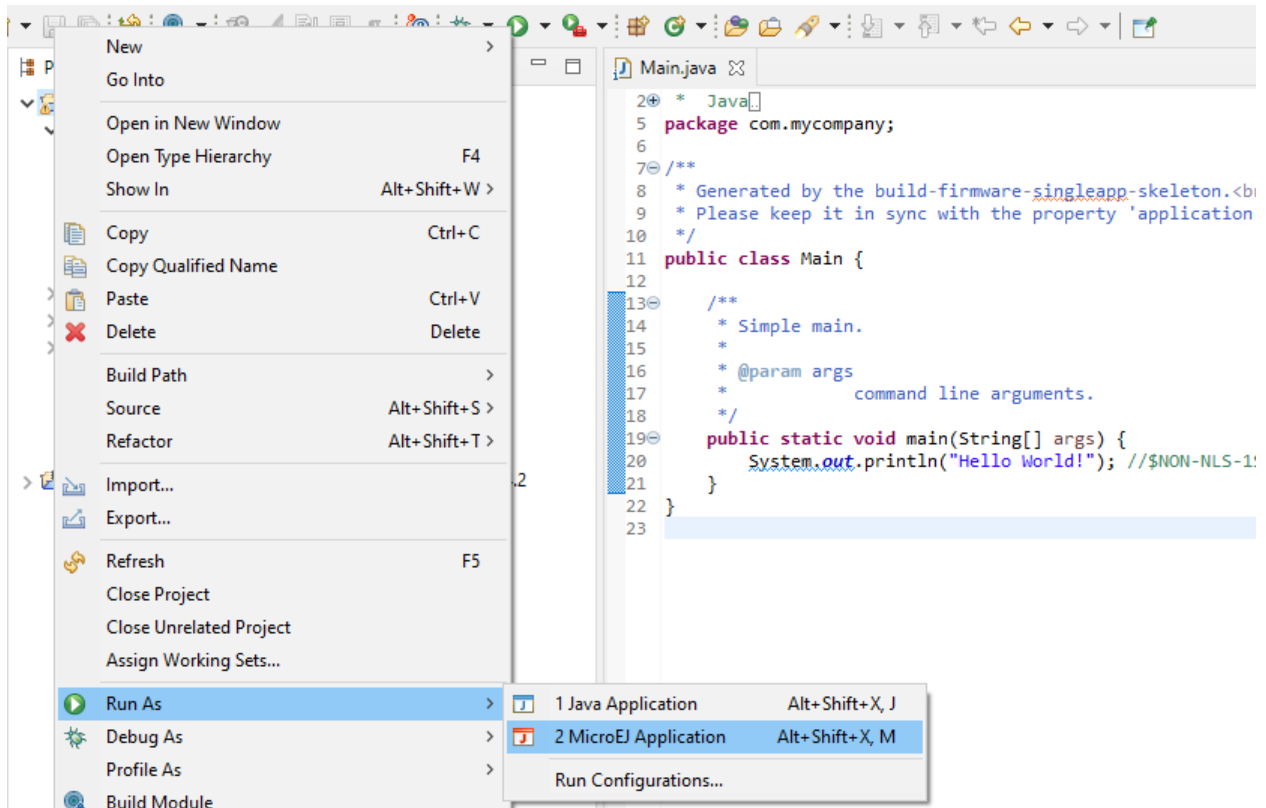 P
Main.java
New
Go Into
Open in New Window
Open Type Hierarchy F4
Show In Alt+Shift+W >
Copy Ctrl+C
Copy Qualified Name
Paste Ctrl+V
Delete Delete
Build Path
Source Alt+Shift+S >
Refactor Alt+Shift+T >
Import...
.2
Export...
Refresh F5
Close Project
Close Unrelated Project
Assign Working Sets...
Run As
Debug As
Profile As
Build Module
1 Java Application Alt+Shift+X, J
2 MicroEJ Application Alt+Shift+X, M
Run Configurations...
2 * Java..
5 package com.mycompany;
6
7 /**
8 * Generated by the build-firmware-singleapp-skeleton.<b
9 * Please keep it in sync with the property 'application
10 */
11 public class Main {
12
13 /**
14 * Simple main.
15 *
16 * @param args
17 * command line arguments.
18 */
19 public static void main(String[] args) {
20 System.out.println("Hello World!"); //$NON-NLS-1
21 }
22 }
23